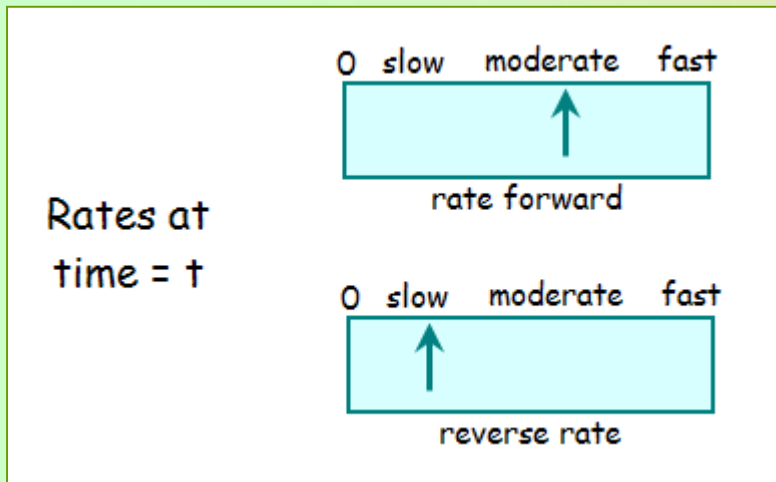 0 slow moderate fast
rate forward
Rates at
time = t
0 slow moderate fast
reverse rate